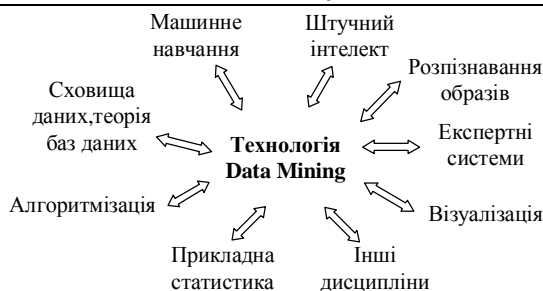 Машинне
навчання
Штучний
інтелект
Розпізнавання
образів
Сховища
даних,теорія
баз даних
Технологія
Data Mining
Експертні
системи
Алгоритмізація
Візуалізація
Прикладна
статистика
Інші
дисципліни